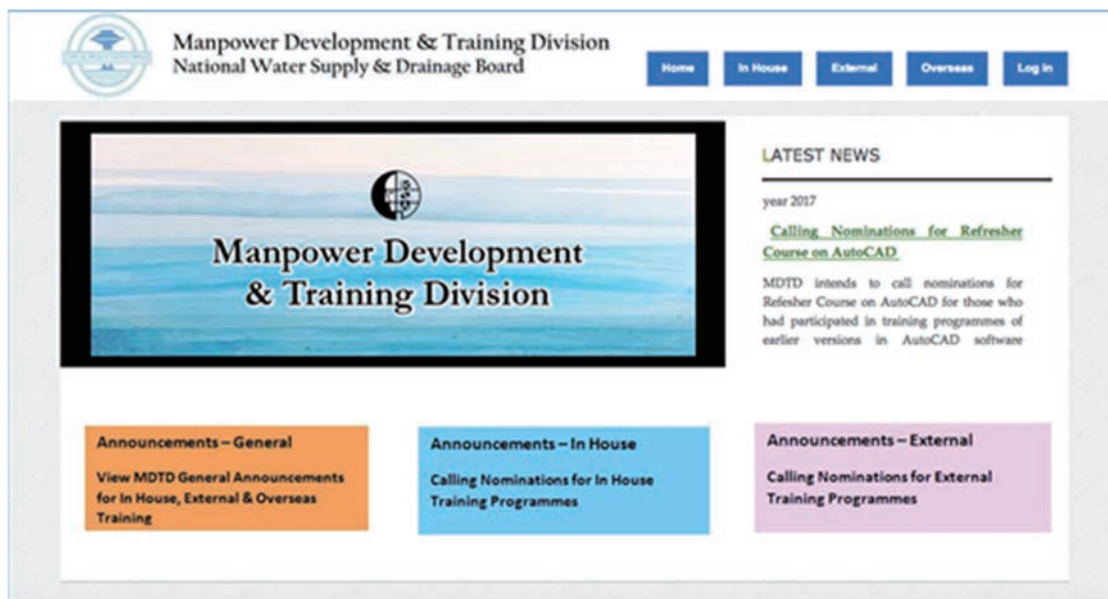 Manpower Development & Training Division
National Water Supply & Drainage Board
Home
In House
External
Overseas
Log In
Manpower Development
& Training Division
LATEST NEWS
year 2017
Calling Nominations for Refresher
Course on AutoCAD
MDTD intends to call nominations for
Refesher Course on AutoCAD for those who
had participated in training programmes of
earlier versions in AutoCAD software
Announcements – General
View MDTD General Announcements
for In House, External & Overseas
Training
Announcements – In House
Calling Nominations for In House
Training Programmes
Announcements – External
Calling Nominations for External
Training Programmes